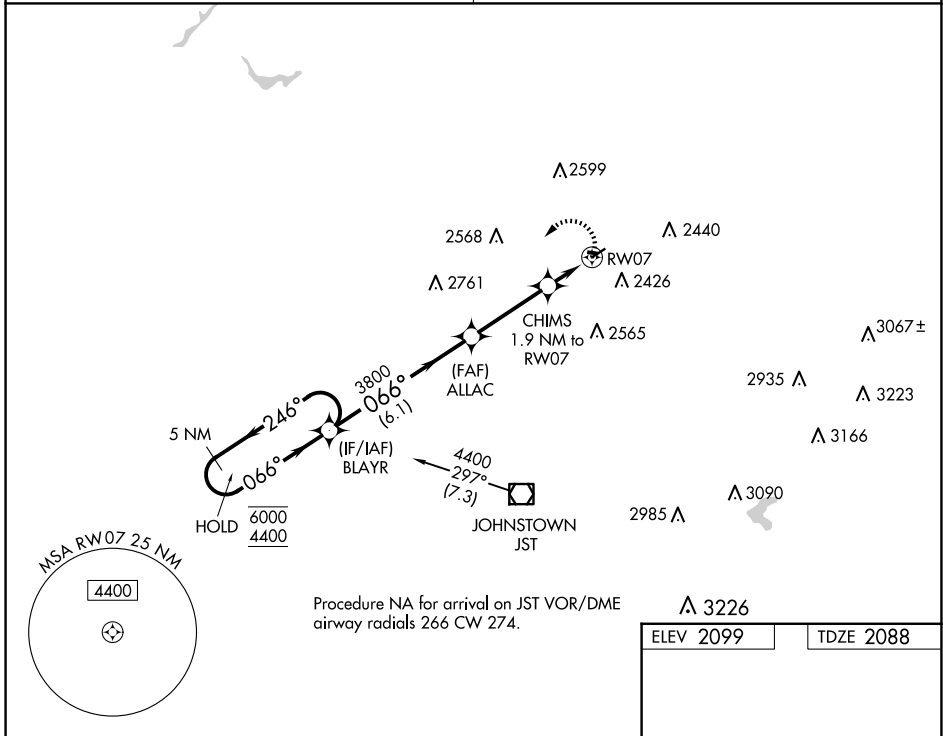 2599
2568
2440
RW07
2761
2426
CHIMS
1.9 NM to
RW07
2565
3067±
3800
066°
(6.1)
(FAF)
ALLAC
2935
3223
246°
5 NM
066°
(IF/IAF)
BLAYR
3166
4400
297°
(7.3)
HOLD
6000
4400
JOHNSTOWN
JST
3090
2985
MSA RW07 25 NM
4400
Procedure NA for arrival on JST VOR/DME
airway radials 266 CW 274.
3226
ELEV 2099
TDZE 2088